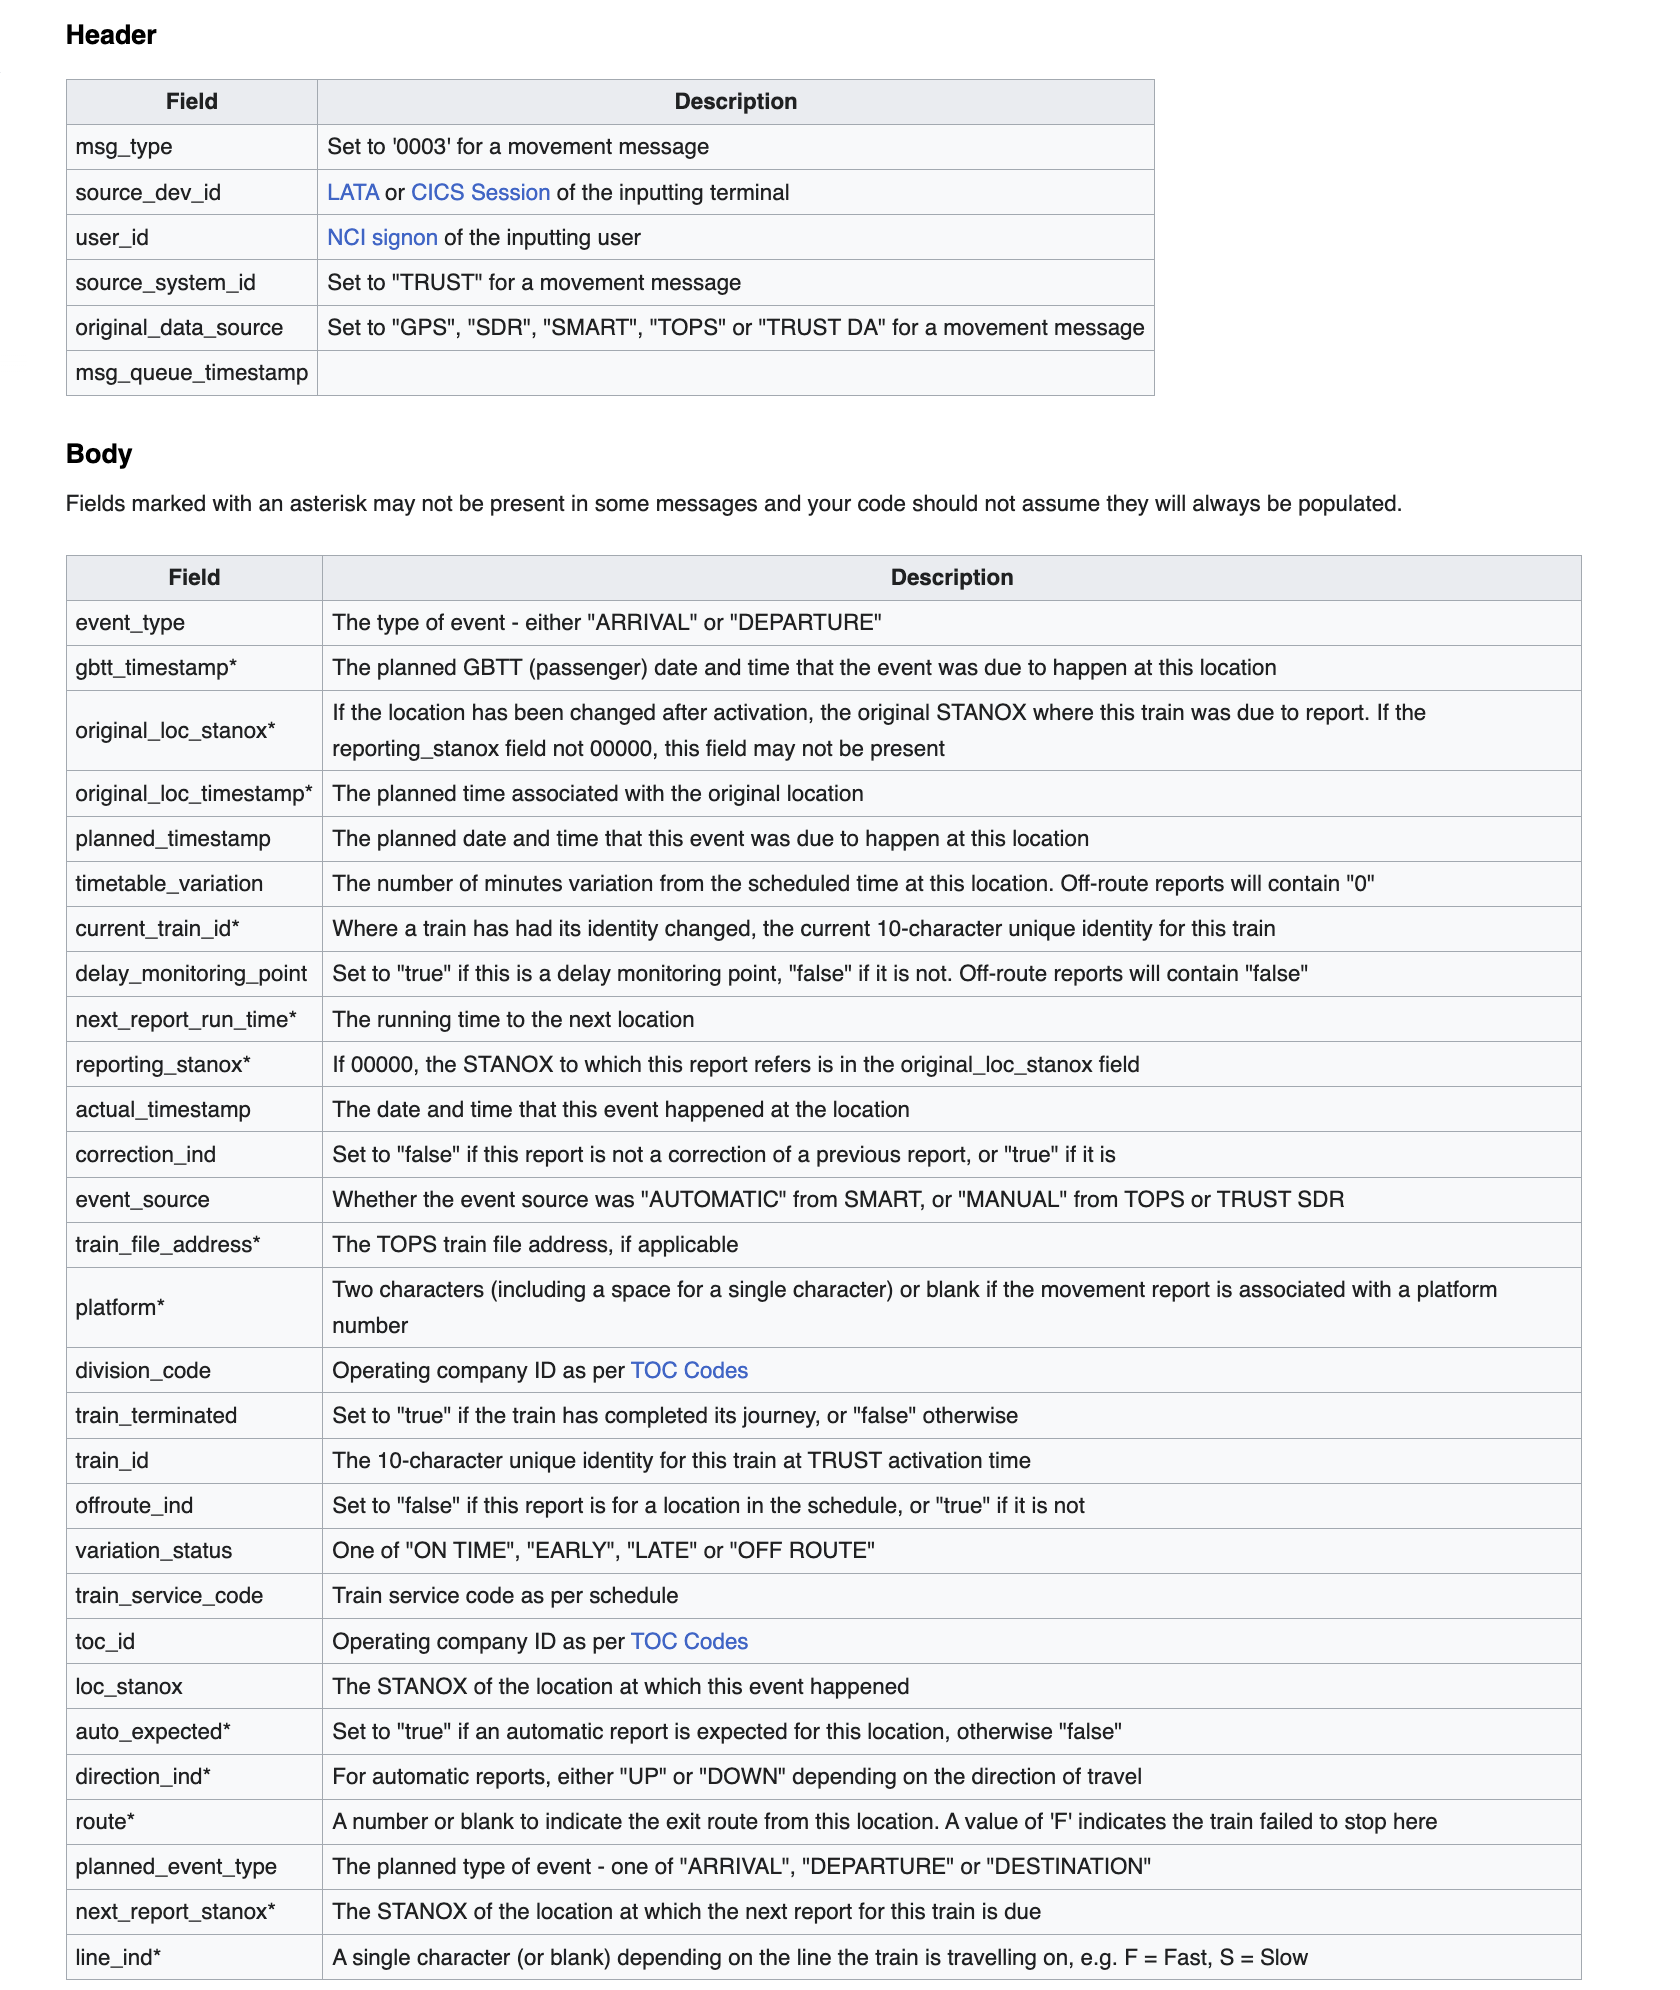 Header
Field Description
msg_type Set to '0003' for a movement message
source_dev_id LATA or CICS Session of the inputting terminal
user_id NCI signon of the inputting user
source_system_id Set to "TRUST" for a movement message
original_data_source Set to "GPS", "SDR", "SMART", "TOPS" or "TRUST DA" for a movement message
msg_queue_timestamp
Body
Fields marked with an asterisk may not be present in some messages and your code should not assume they will always be populated.
Field Description
event_type The type of event - either "ARRIVAL" or "DEPARTURE"
gbtt_timestamp* The planned GBTT (passenger) date and time that the event was due to happen at this location
original_loc_stanox* If the location has been changed after activation, the original STANOX where this train was due to report. If the
reporting_stanox field not 00000, this field may not be present
original_loc_timestamp* The planned time associated with the original location
planned_timestamp The planned date and time that this event was due to happen at this location
timetable_variation The number of minutes variation from the scheduled time at this location. Off-route reports will contain "0"
current_train_id* Where a train has had its identity changed, the current 10-character unique identity for this train
delay_monitoring_point Set to "true" if this is a delay monitoring point, "false" if it is not. Off-route reports will contain "false"
next_report_run_time* The running time to the next location
reporting_stanox* If 00000, the STANOX to which this report refers is in the original_loc_stanox field
actual_timestamp The date and time that this event happened at the location
correction_ind Set to "false" if this report is not a correction of a previous report, or "true" if it is
event_source Whether the event source was "AUTOMATIC" from SMART, or "MANUAL" from TOPS or TRUST SDR
train_file_address* The TOPS train file address, if applicable
platform* Two characters (including a space for a single character) or blank if the movement report is associated with a platform
number
division_code Operating company ID as per TOC Codes
train_terminated Set to "true" if the train has completed its journey, or "false" otherwise
train_id The 10-character unique identity for this train at TRUST activation time
offroute_ind Set to "false" if this report is for a location in the schedule, or "true" if it is not
variation_status One of "ON TIME", "EARLY", "LATE" or "OFF ROUTE"
train_service_code Train service code as per schedule
toc_id Operating company ID as per TOC Codes
loc_stanox The STANOX of the location at which this event happened
auto_expected* Set to "true" if an automatic report is expected for this location, otherwise "false"
direction_ind* For automatic reports, either "UP" or "DOWN" depending on the direction of travel
route* A number or blank to indicate the exit route from this location. A value of 'F' indicates the train failed to stop here
planned_event_type The planned type of event - one of "ARRIVAL", "DEPARTURE" or "DESTINATION"
next_report_stanox* The STANOX of the location at which the next report for this train is due
line_ind* A single character (or blank) depending on the line the train is travelling on, e.g. F = Fast, S = Slow